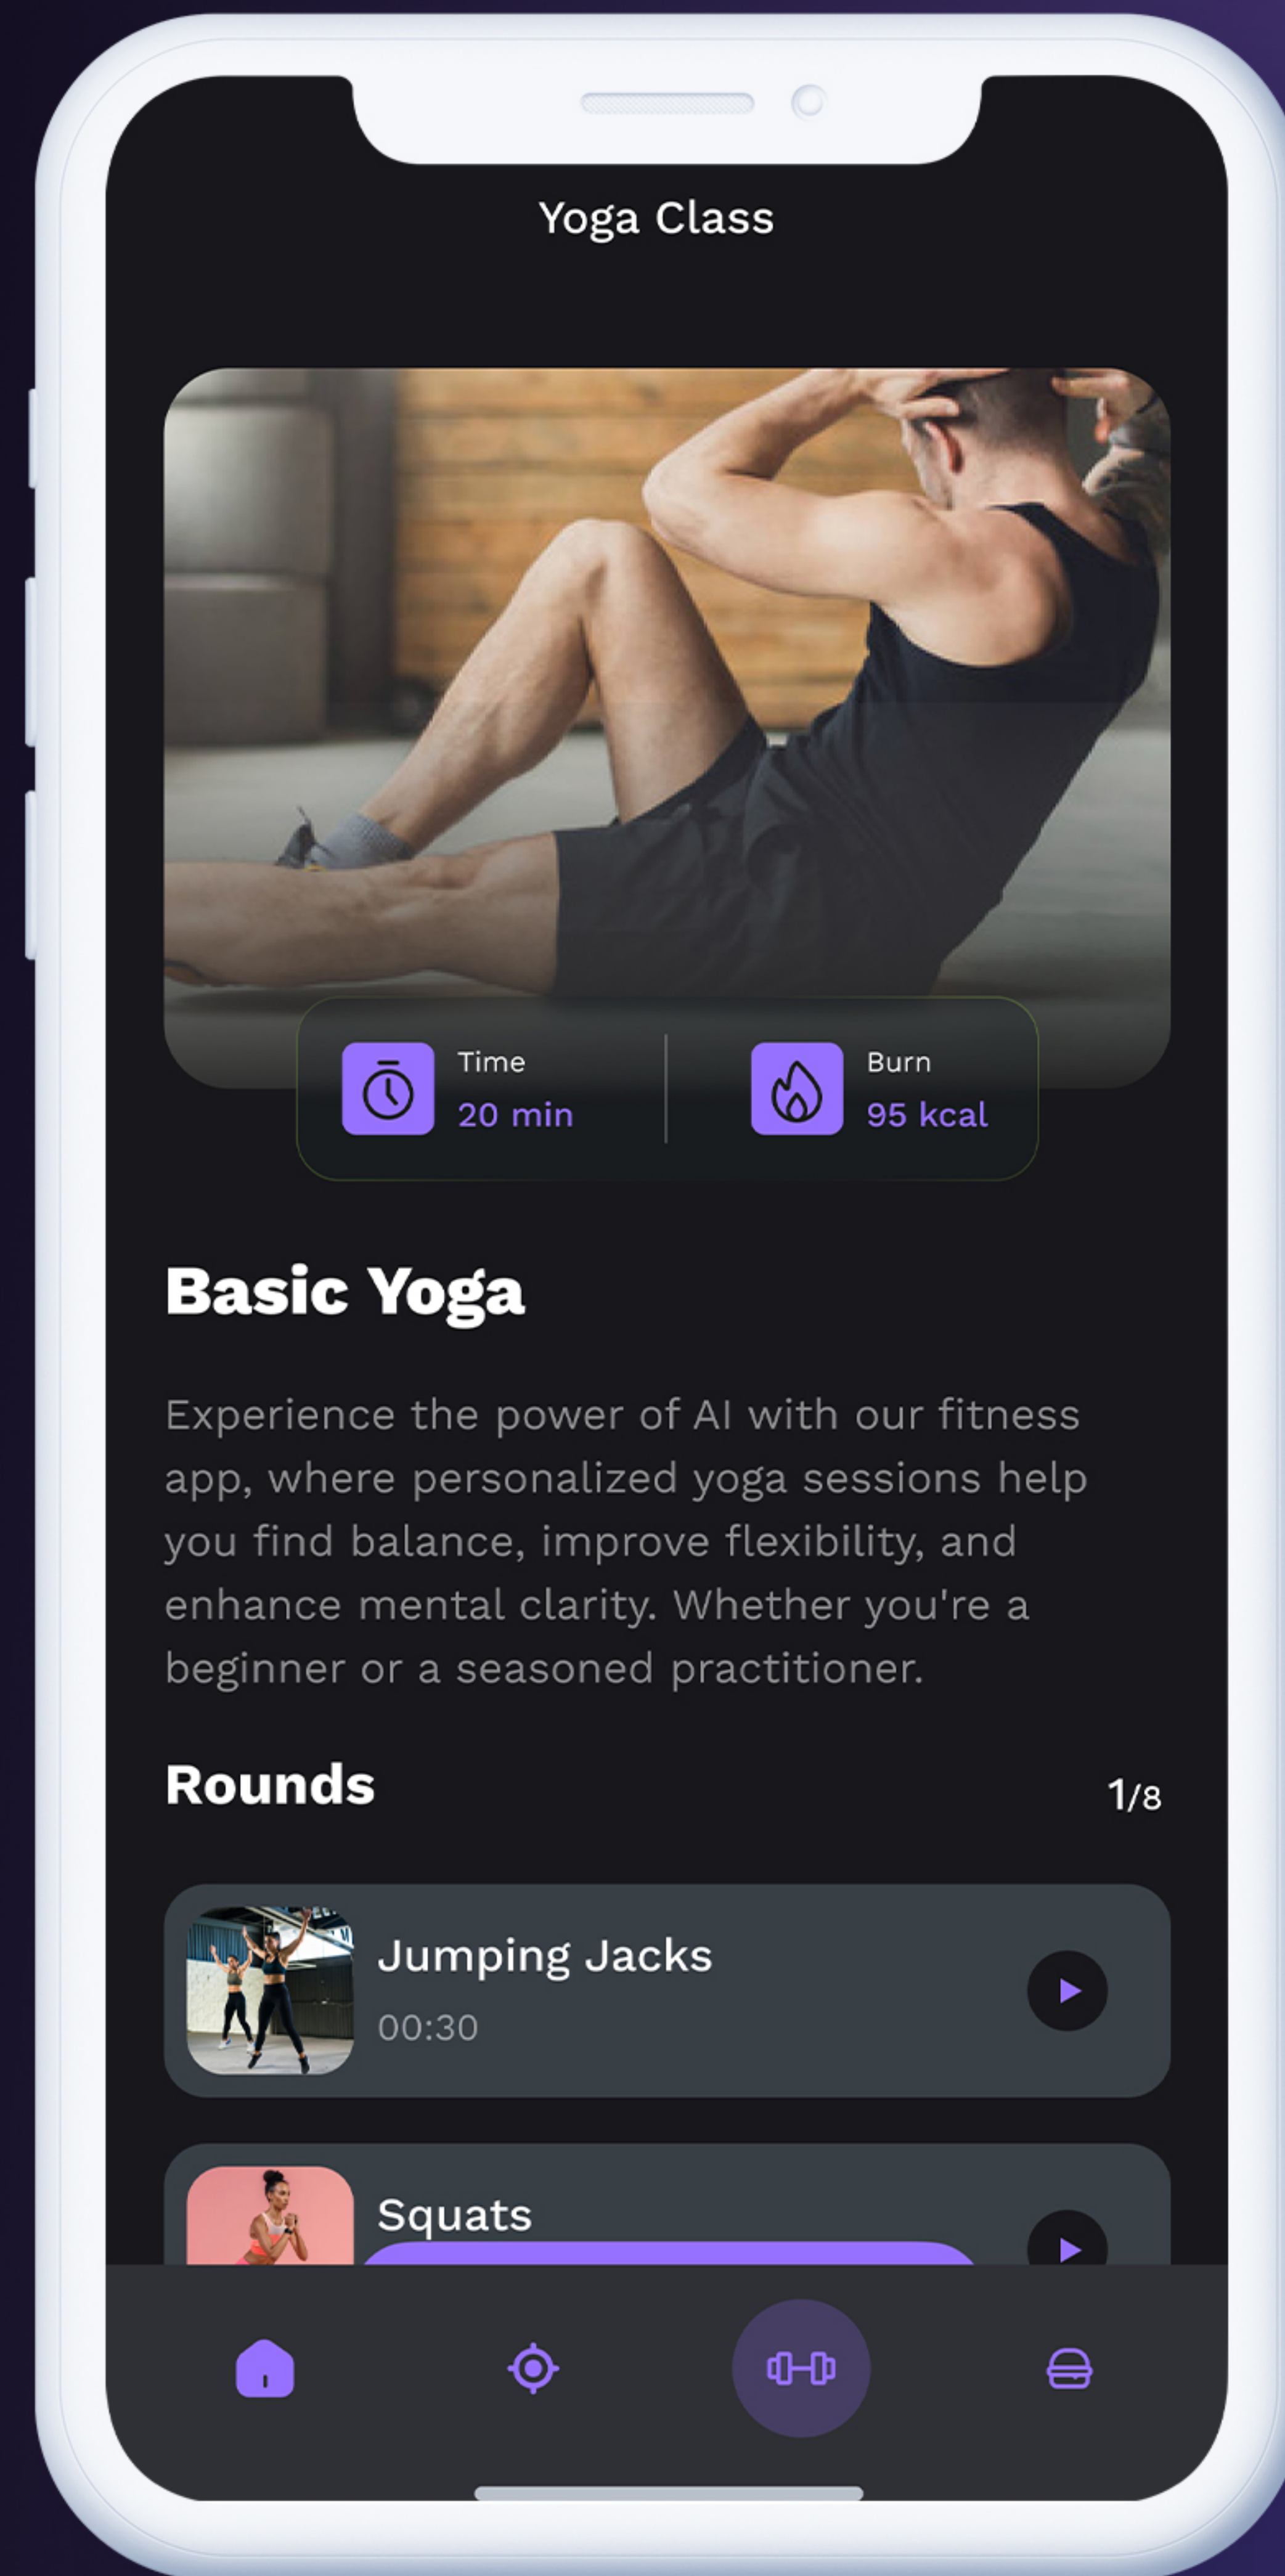 Yoga Class
Time
20 min
Burn
95 kcal
Basic Yoga
Experience the power of AI with our fitness
app, where personalized yoga sessions help
you find balance, improve flexibility, and
enhance mental clarity. Whether you're a
beginner or a seasoned practitioner.
Rounds
1/8
Jumping Jacks
00:30
Squats